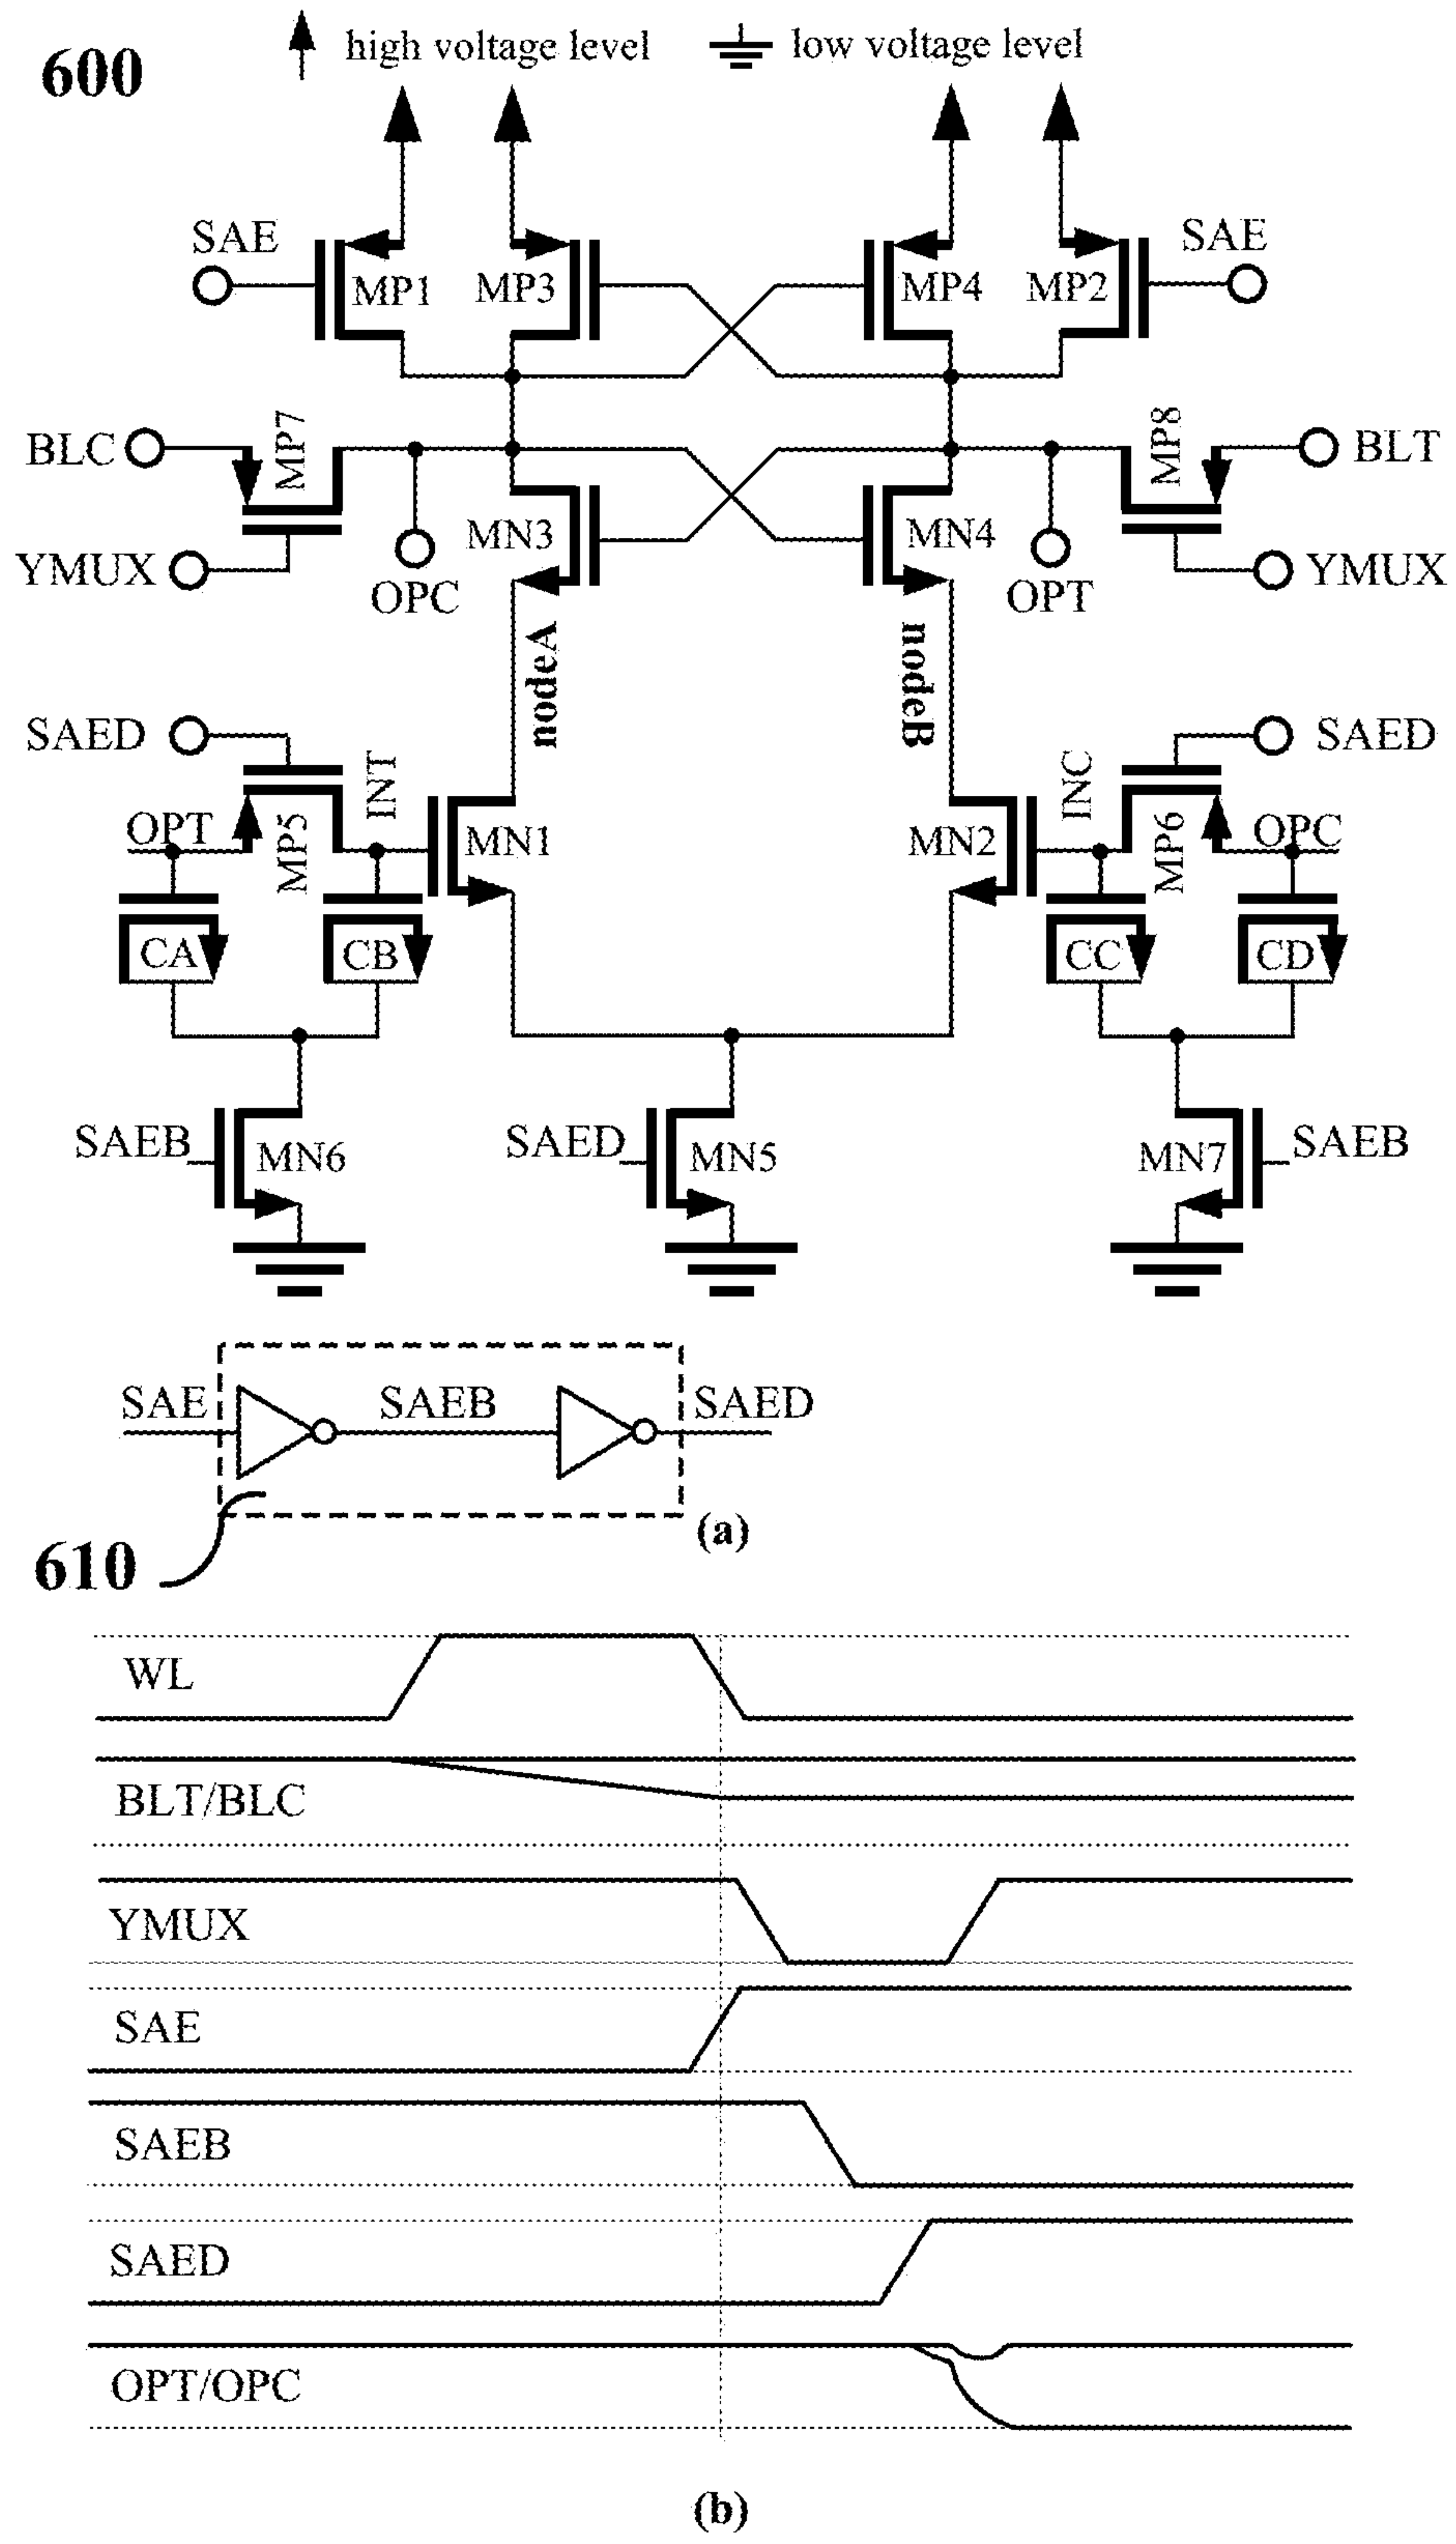 600
high voltage level
low voltage level
SAE
SAE
MP1
MP3
MP4
MP2
BLC
MP7
MP8
BLT
YMUX
OPC
MN3
MN4
OPT
YMUX
nodeA
nodeB
SAED
INT
INC
SAED
OPT
MP5
MN1
MN2
MP6
OPC
CA
CB
CC
CD
SAEB
MN6
SAED
MN5
MN7
SAEB
SAE
SAEB
SAED
610
(a)
WL
BLT/BLC
YMUX
SAE
SAEB
SAED
OPT/OPC
(b)